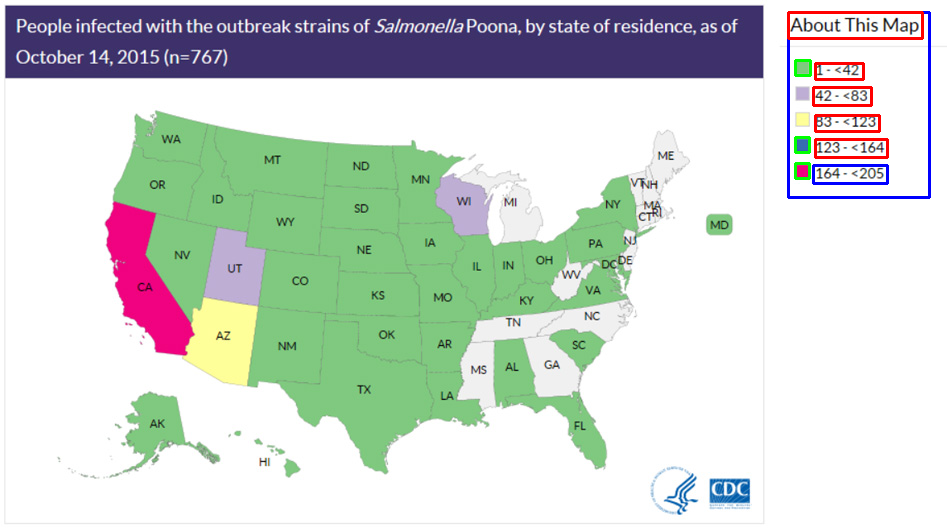 People infected with the outbreak strains of Salmonella Poona, by state of residence, as of
October 14, 2015 (n=767)
About This Map
1 - <42
42 - <83
83 - <123
123 - <164
164 - <205
WA
MT
ND
MN
ME
OR
ID
WY
SD
WI
MI
VT
NH
NY
MA
CT
RI
MD
NV
UT
NE
IA
PA
NJ
CA
CO
KS
MO
IL
IN
OH
WV
DC
DE
VA
KY
AZ
NM
OK
AR
TN
NC
SC
TX
LA
MS
AL
GA
FL
AK
HI
CDC